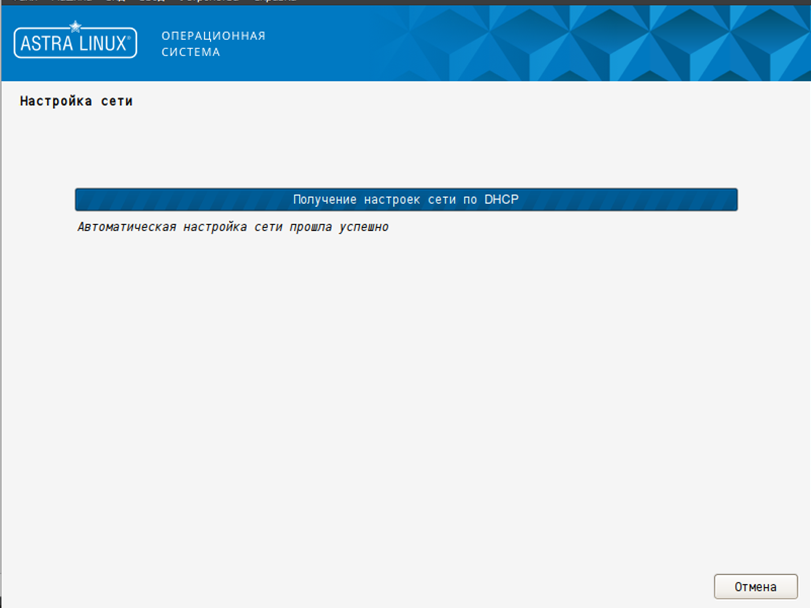 ASTRA LINUX®
ОПЕРАЦИОННАЯ
СИСТЕМА
Настройка сети
Получение настроек сети по DHCP
Автоматическая настройка сети прошла успешно
Отмена